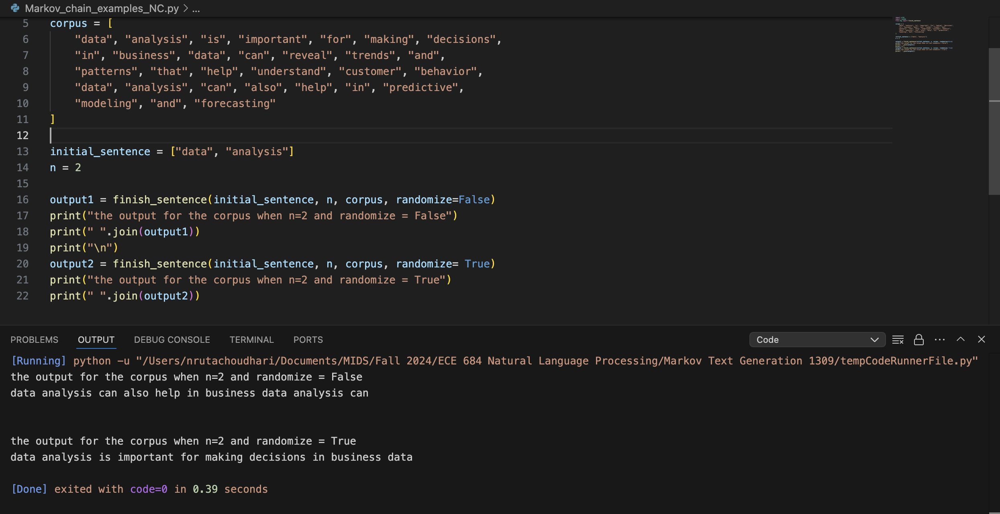 Markov_chain_examples_NC.py > ...
5 corpus = [
6 "data", "analysis", "is", "important", "for", "making", "decisions",
7 "in", "business", "data", "can", "reveal", "trends", "and",
8 "patterns", "that", "help", "understand", "customer", "behavior",
9 "data", "analysis", "can", "also", "help", "in", "predictive",
10 "modeling", "and", "forecasting"
11 ]
12
13 initial_sentence = ["data", "analysis"]
14 n = 2
15
16 output1 = finish_sentence(initial_sentence, n, corpus, randomize=False)
17 print("the output for the corpus when n=2 and randomize = False")
18 print(" ".join(output1))
19 print("\n")
20 output2 = finish_sentence(initial_sentence, n, corpus, randomize= True)
21 print("the output for the corpus when n=2 and randomize = True")
22 print(" ".join(output2))
PROBLEMS OUTPUT DEBUG CONSOLE TERMINAL PORTS Code
[Running] python -u "/Users/nrutachoudhari/Documents/MIDS/Fall 2024/ECE 684 Natural Language Processing/Markov Text Generation 1309/tempCodeRunnerFile.py"
the output for the corpus when n=2 and randomize = False
data analysis can also help in business data analysis can
the output for the corpus when n=2 and randomize = True
data analysis is important for making decisions in business data
[Done] exited with code=0 in 0.39 seconds